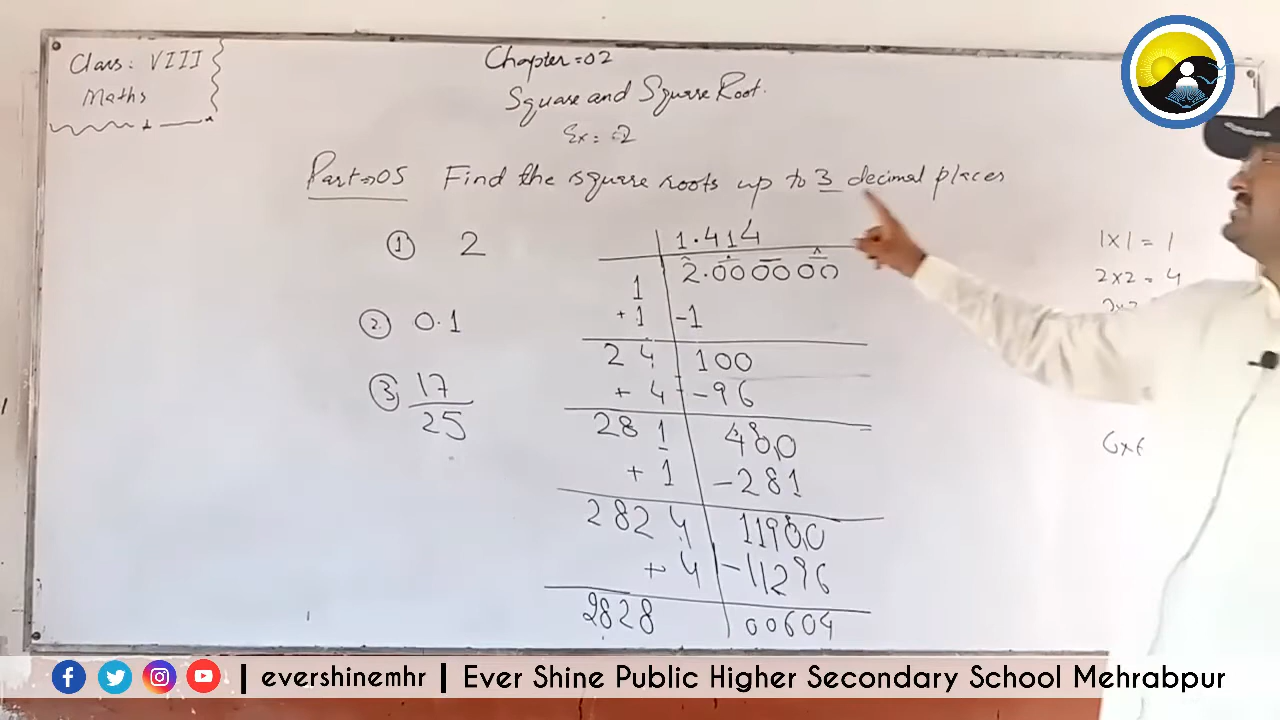 Class: VIII
Maths
Chapter=02
Square and Square Root.
Ex:=2
Part=05 Find the square roots up to 3 decimal places
① 2
② 0.1
③ 17
25
1.414
1 2.000000
+1 -1
24 100
+4 -96
281 4800
+1 -281
2824 11900
+4 -11296
2828 00604
1x1=1
2x2=4
6x6
| evershinemhr | Ever Shine Public Higher Secondary School Mehrabpur